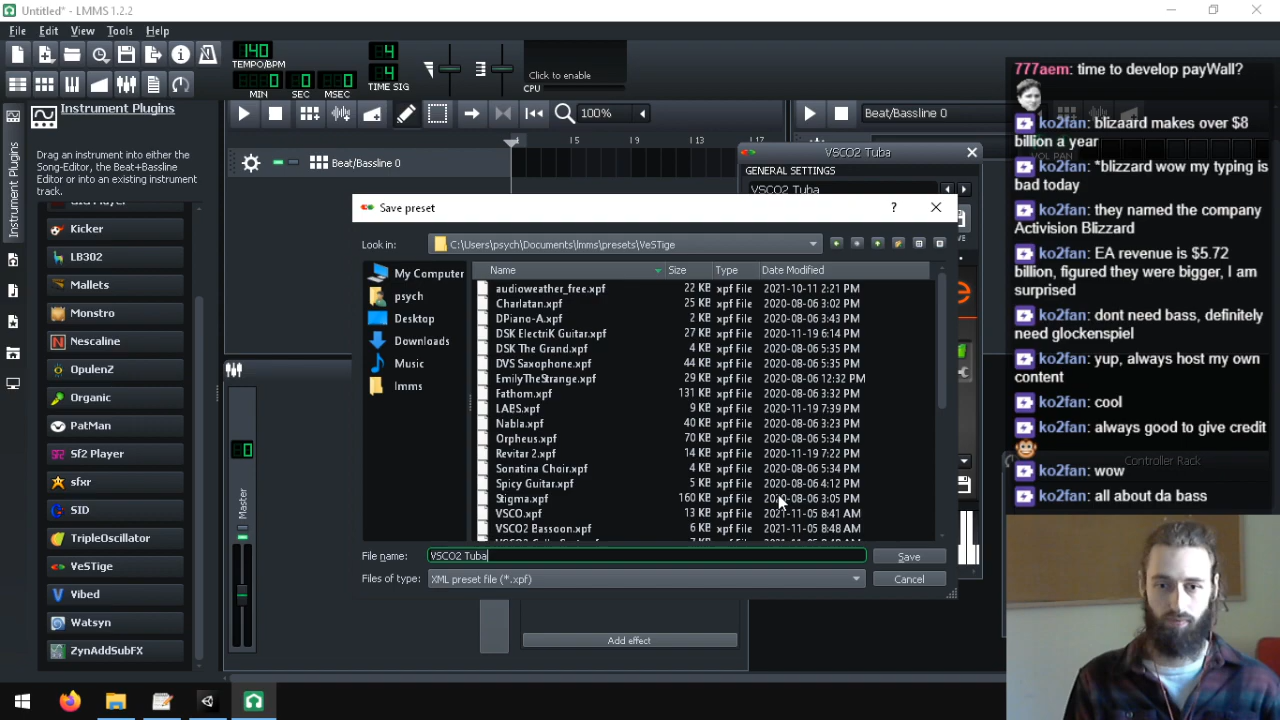 Untitled* - LMMS 1.2.2
File Edit View Tools Help
140
TEMPO/BPM
0 0 0
MIN SEC MSEC
4
4
TIME SIG
Click to enable
CPU
Instrument Plugins
Instrument Plugins
Drag an instrument into either the
Song-Editor, the Beat+Bassline
Editor or into an existing instrument
track.
Kicker
LB302
Mallets
Monstro
Nescaline
OpulenZ
Organic
PatMan
Sf2 Player
sfxr
SID
TripleOscillator
VeSTige
Vibed
Watsyn
ZynAddSubFX
100%
5 9 13 17
Beat/Bassline 0
Beat/Bassline 0
VSCO2 Tuba
GENERAL SETTINGS
VSCO2 Tuba
Save preset
Look in: C:\Users\psych\Documents\lmms\presets\VeSTige
My Computer
psych
Desktop
Downloads
Music
lmms
Name Size Type Date Modified
audioweather_free.xpf 22 KB xpf File 2021-10-11 2:21 PM
Charlatan.xpf 25 KB xpf File 2020-08-06 3:02 PM
DPiano-A.xpf 2 KB xpf File 2020-08-06 3:43 PM
DSK ElectriK Guitar.xpf 27 KB xpf File 2020-11-19 6:14 PM
DSK The Grand.xpf 4 KB xpf File 2020-08-06 5:35 PM
DVS Saxophone.xpf 44 KB xpf File 2020-08-06 5:35 PM
EmilyTheStrange.xpf 29 KB xpf File 2020-08-06 12:32 PM
Fathom.xpf 131 KB xpf File 2020-08-06 3:32 PM
LABS.xpf 9 KB xpf File 2020-11-19 7:39 PM
Nabla.xpf 40 KB xpf File 2020-08-06 3:23 PM
Orpheus.xpf 70 KB xpf File 2020-08-06 5:34 PM
Revitar 2.xpf 14 KB xpf File 2020-11-19 7:22 PM
Sonatina Choir.xpf 4 KB xpf File 2020-08-06 5:34 PM
Spicy Guitar.xpf 5 KB xpf File 2020-08-06 4:12 PM
Stigma.xpf 160 KB xpf File 2020-08-06 3:05 PM
VSCO.xpf 13 KB xpf File 2021-11-05 8:41 AM
VSCO2 Bassoon.xpf 6 KB xpf File 2021-11-05 8:48 AM
File name: VSCO2 Tuba Save
Files of type: XML preset file (*.xpf) Cancel
Add effect
Master
Controller Rack
777aem: time to develop payWall?
ko2fan: blizaard makes over $8
billion a year
ko2fan: *blizzard wow my typing is
bad today
ko2fan: they named the company
Activision Blizzard
ko2fan: EA revenue is $5.72
billion, figured they were bigger, I am
surprised
ko2fan: dont need bass, definitely
need glockenspiel
ko2fan: yup, always host my own
content
ko2fan: cool
ko2fan: always good to give credit
ko2fan: wow
ko2fan: all about da bass